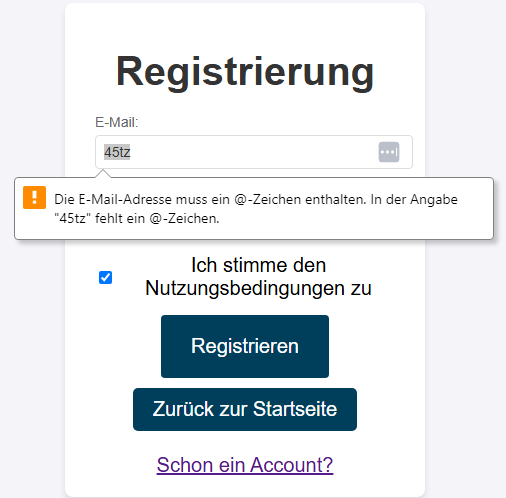 Registrierung
E-Mail:
45tz
Die E-Mail-Adresse muss ein @-Zeichen enthalten. In der Angabe
"45tz" fehlt ein @-Zeichen.
Ich stimme den
Nutzungsbedingungen zu
Registrieren
Zurück zur Startseite
Schon ein Account?